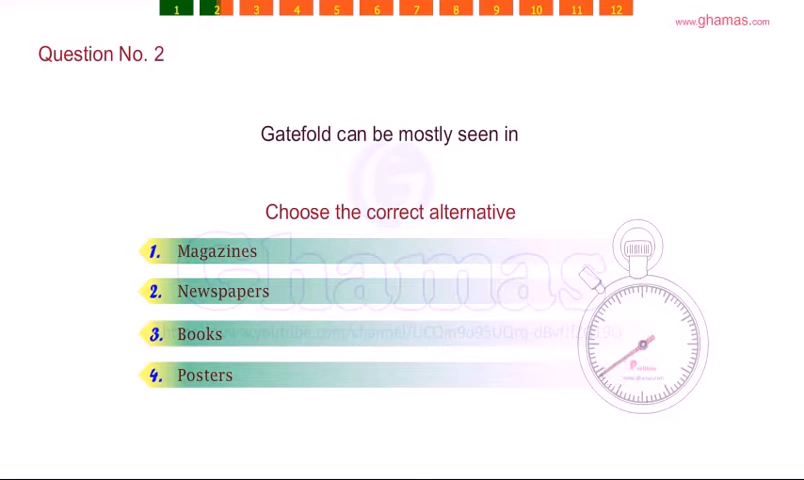 1 2 3 4 5 6 7 8 9 10 11 12
www.ghamas.com
Question No. 2
Gatefold can be mostly seen in
G
Choose the correct alternative
Ghamas
1. Magazines
2. Newspapers
3. Books
4. Posters